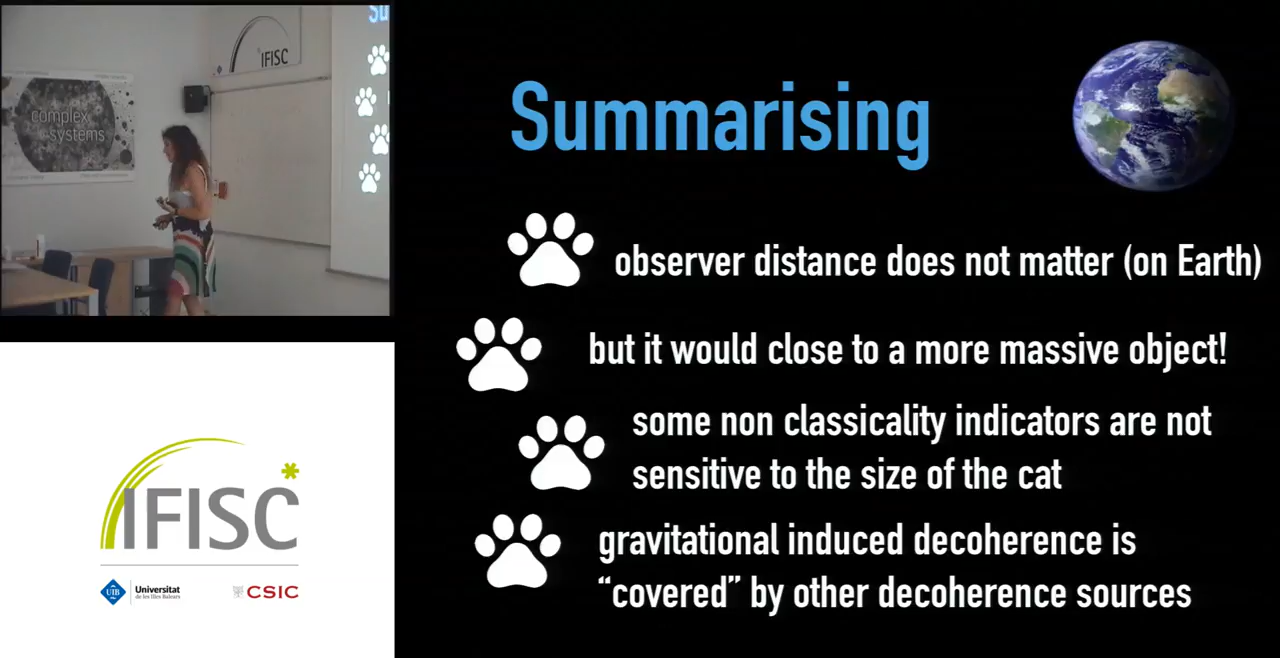 Su
IFISC
complex
systems
Summarising
observer distance does not matter (on Earth)
but it would close to a more massive object!
some non classicality indicators are not
sensitive to the size of the cat
gravitational induced decoherence is
“covered” by other decoherence sources
IFISC
UIB
Universitat
de les Illes Balears
CSIC